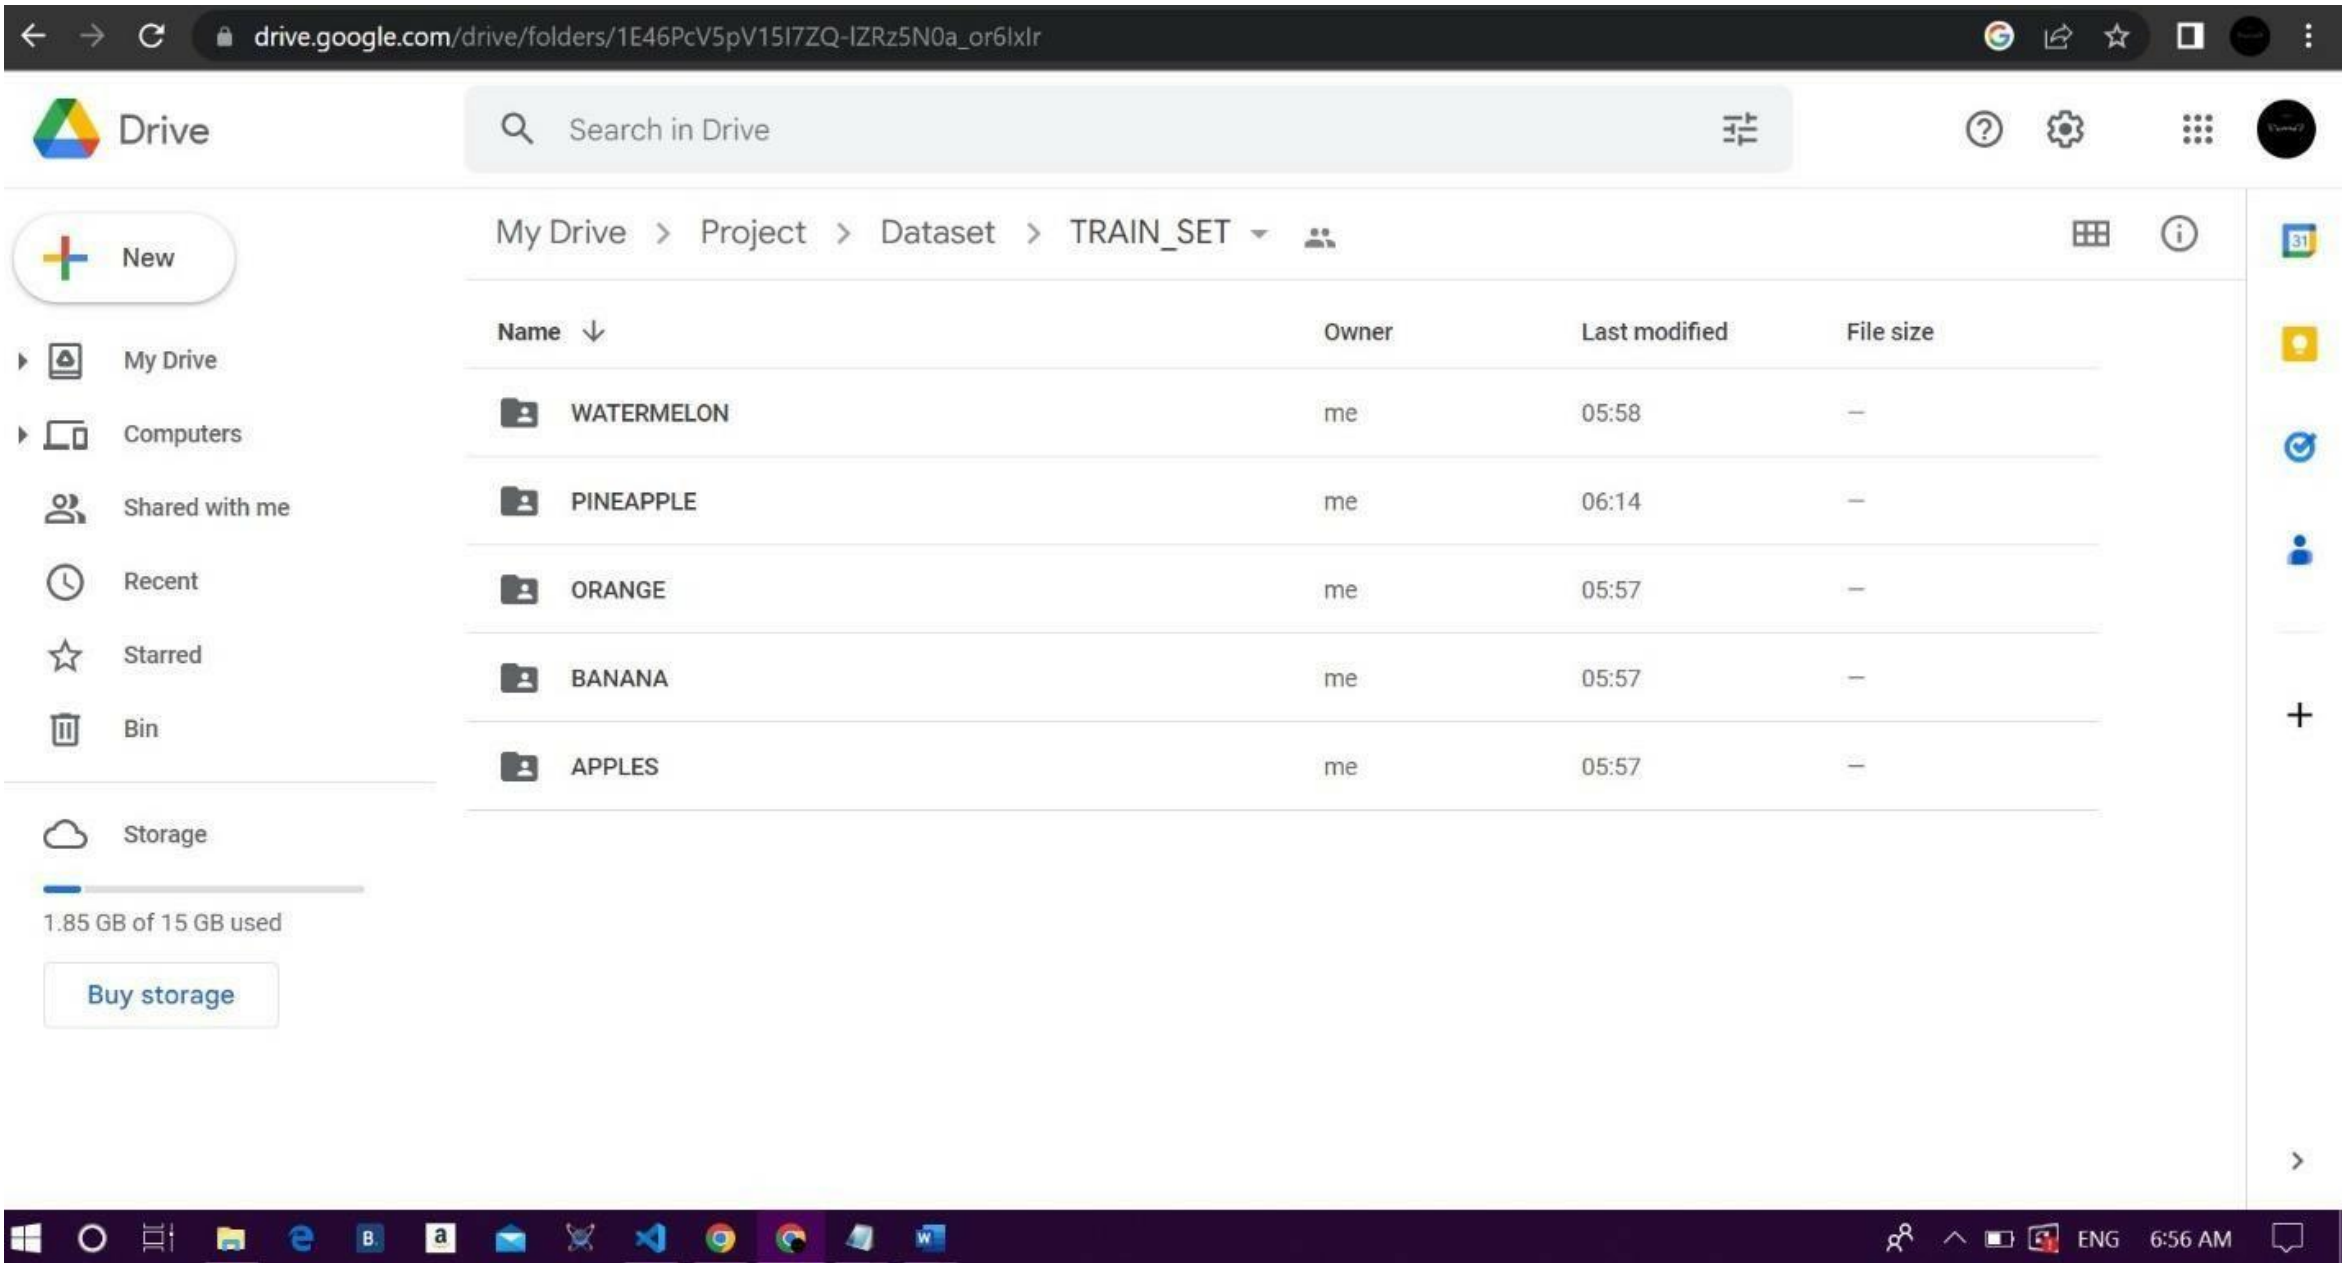 drive.google.com/drive/folders/1E46PcV5pV15I7ZQ-IZRz5N0a_or6IxIr
Drive
Search in Drive
New
My Drive > Project > Dataset > TRAIN_SET
31
Name Owner Last modified File size
My Drive
WATERMELON me 05:58 —
Computers
PINEAPPLE me 06:14 —
Shared with me
ORANGE me 05:57 —
Recent
Starred
BANANA me 05:57 —
Bin
APPLES me 05:57 —
Storage
1.85 GB of 15 GB used
Buy storage
B. a W ENG 6:56 AM